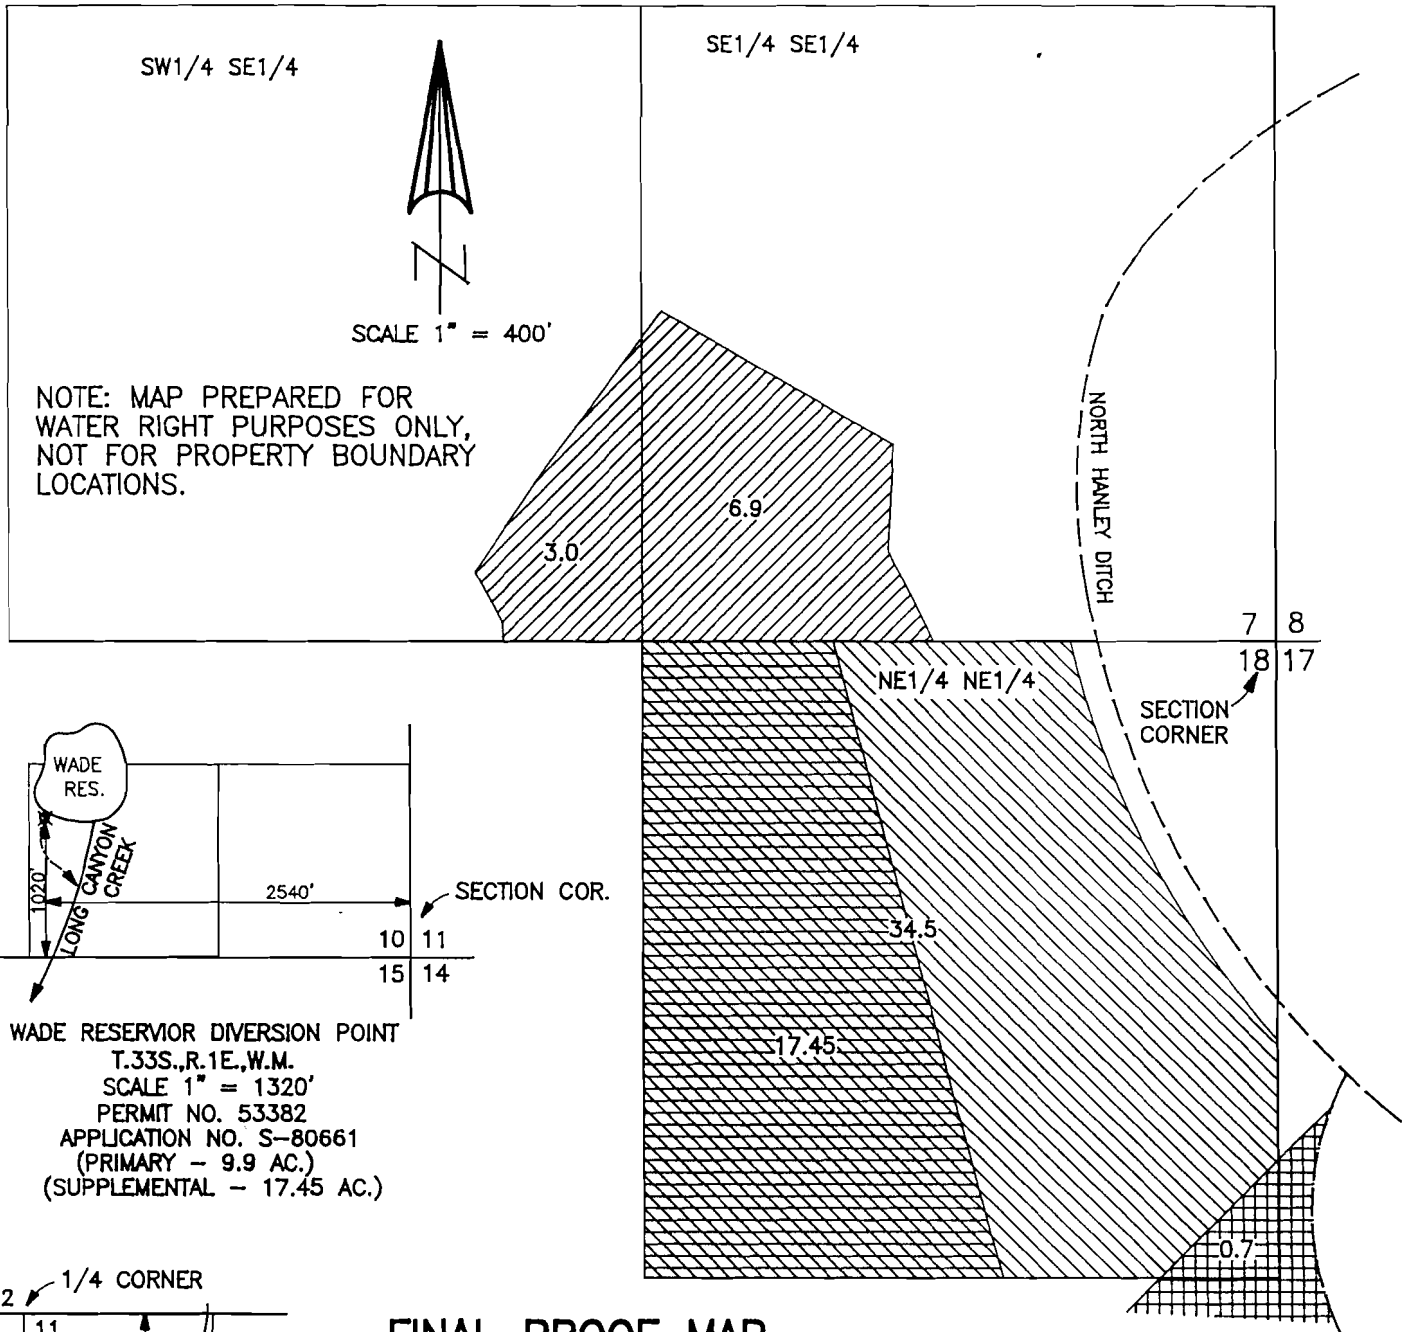 SW1/4 SE1/4
SE1/4 SE1/4
N
SCALE 1" = 400'
NOTE: MAP PREPARED FOR
WATER RIGHT PURPOSES ONLY,
NOT FOR PROPERTY BOUNDARY
LOCATIONS.
6.9
3.0
NORTH HANLEY DITCH
7 8
18 17
NE1/4 NE1/4
SECTION
CORNER
WADE
RES.
LONG CANYON
CREEK
1020'
2540'
SECTION COR.
10 11
15 14
34.5
17.45
WADE RESERVIOR DIVERSION POINT
T.33S.,R.1E.,W.M.
SCALE 1" = 1320'
PERMIT NO. 53382
APPLICATION NO. S-80661
(PRIMARY - 9.9 AC.)
(SUPPLEMENTAL - 17.45 AC.)
0.7
1/4 CORNER
2
11
FINAL PROOF MAP